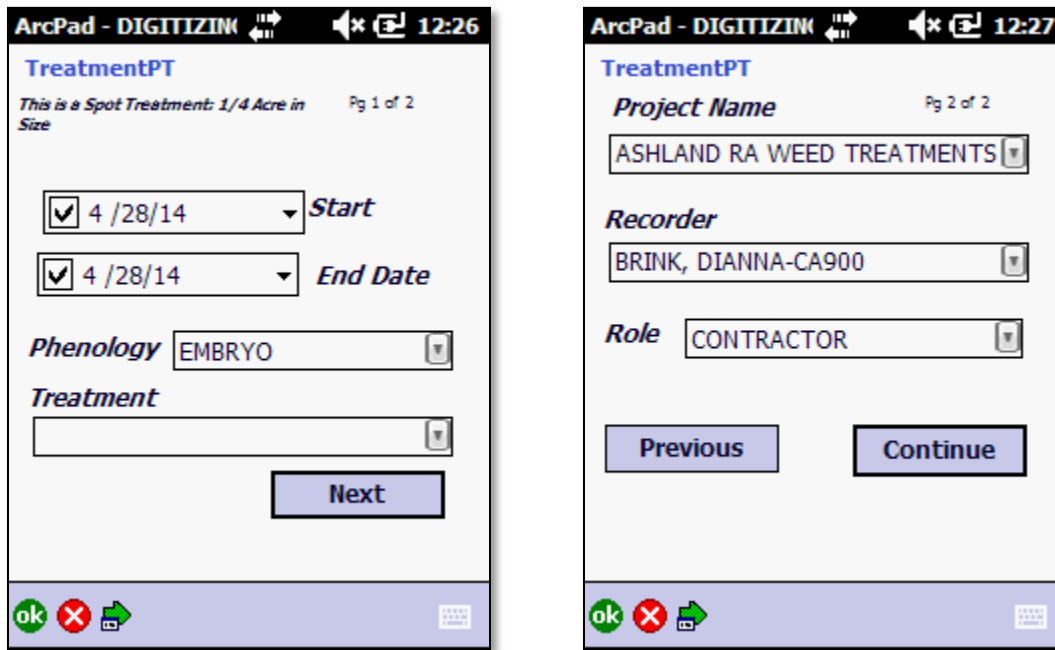 ArcPad - DIGITIZIN 12:26
TreatmentPT
This is a Spot Treatment: 1/4 Acre in Size
Pg 1 of 2
4 /28/14 Start
4 /28/14 End Date
Phenology EMBRYO
Treatment
Next
ok
ArcPad - DIGITIZIN 12:27
TreatmentPT
Project Name Pg 2 of 2
ASHLAND RA WEED TREATMENTS
Recorder
BRINK, DIANNA-CA900
Role CONTRACTOR
Previous Continue
ok